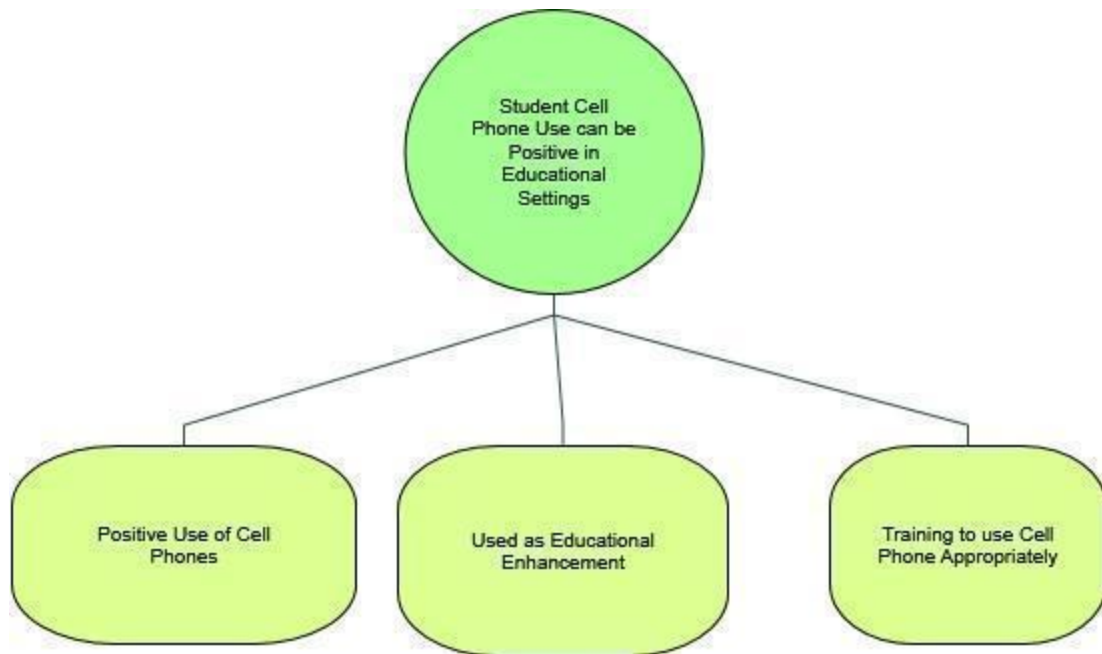 Student Cell
Phone Use can be
Positive in
Educational
Settings
Positive Use of Cell
Phones
Used as Educational
Enhancement
Training to use Cell
Phone Appropriately